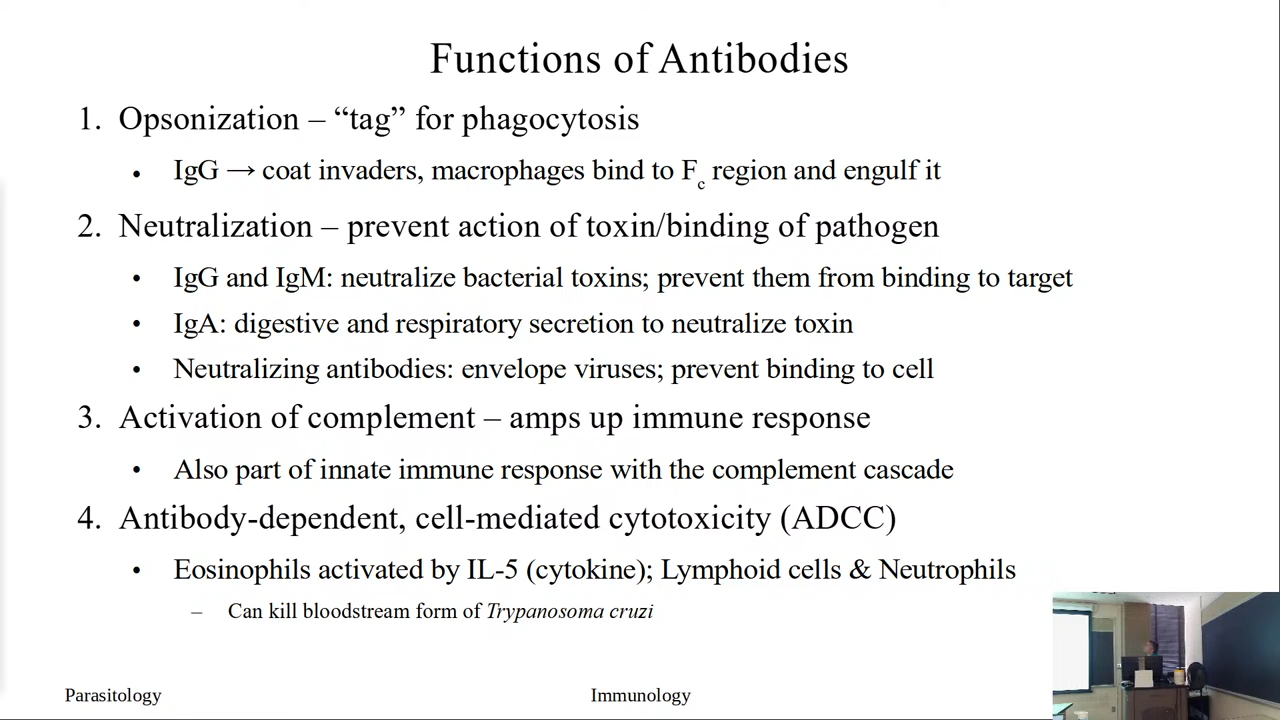 Functions of Antibodies
1. Opsonization – “tag” for phagocytosis
• IgG → coat invaders, macrophages bind to Fc region and engulf it
2. Neutralization – prevent action of toxin/binding of pathogen
• IgG and IgM: neutralize bacterial toxins; prevent them from binding to target
• IgA: digestive and respiratory secretion to neutralize toxin
• Neutralizing antibodies: envelope viruses; prevent binding to cell
3. Activation of complement – amps up immune response
• Also part of innate immune response with the complement cascade
4. Antibody-dependent, cell-mediated cytotoxicity (ADCC)
• Eosinophils activated by IL-5 (cytokine); Lymphoid cells & Neutrophils
– Can kill bloodstream form of Trypanosoma cruzi
Parasitology
Immunology